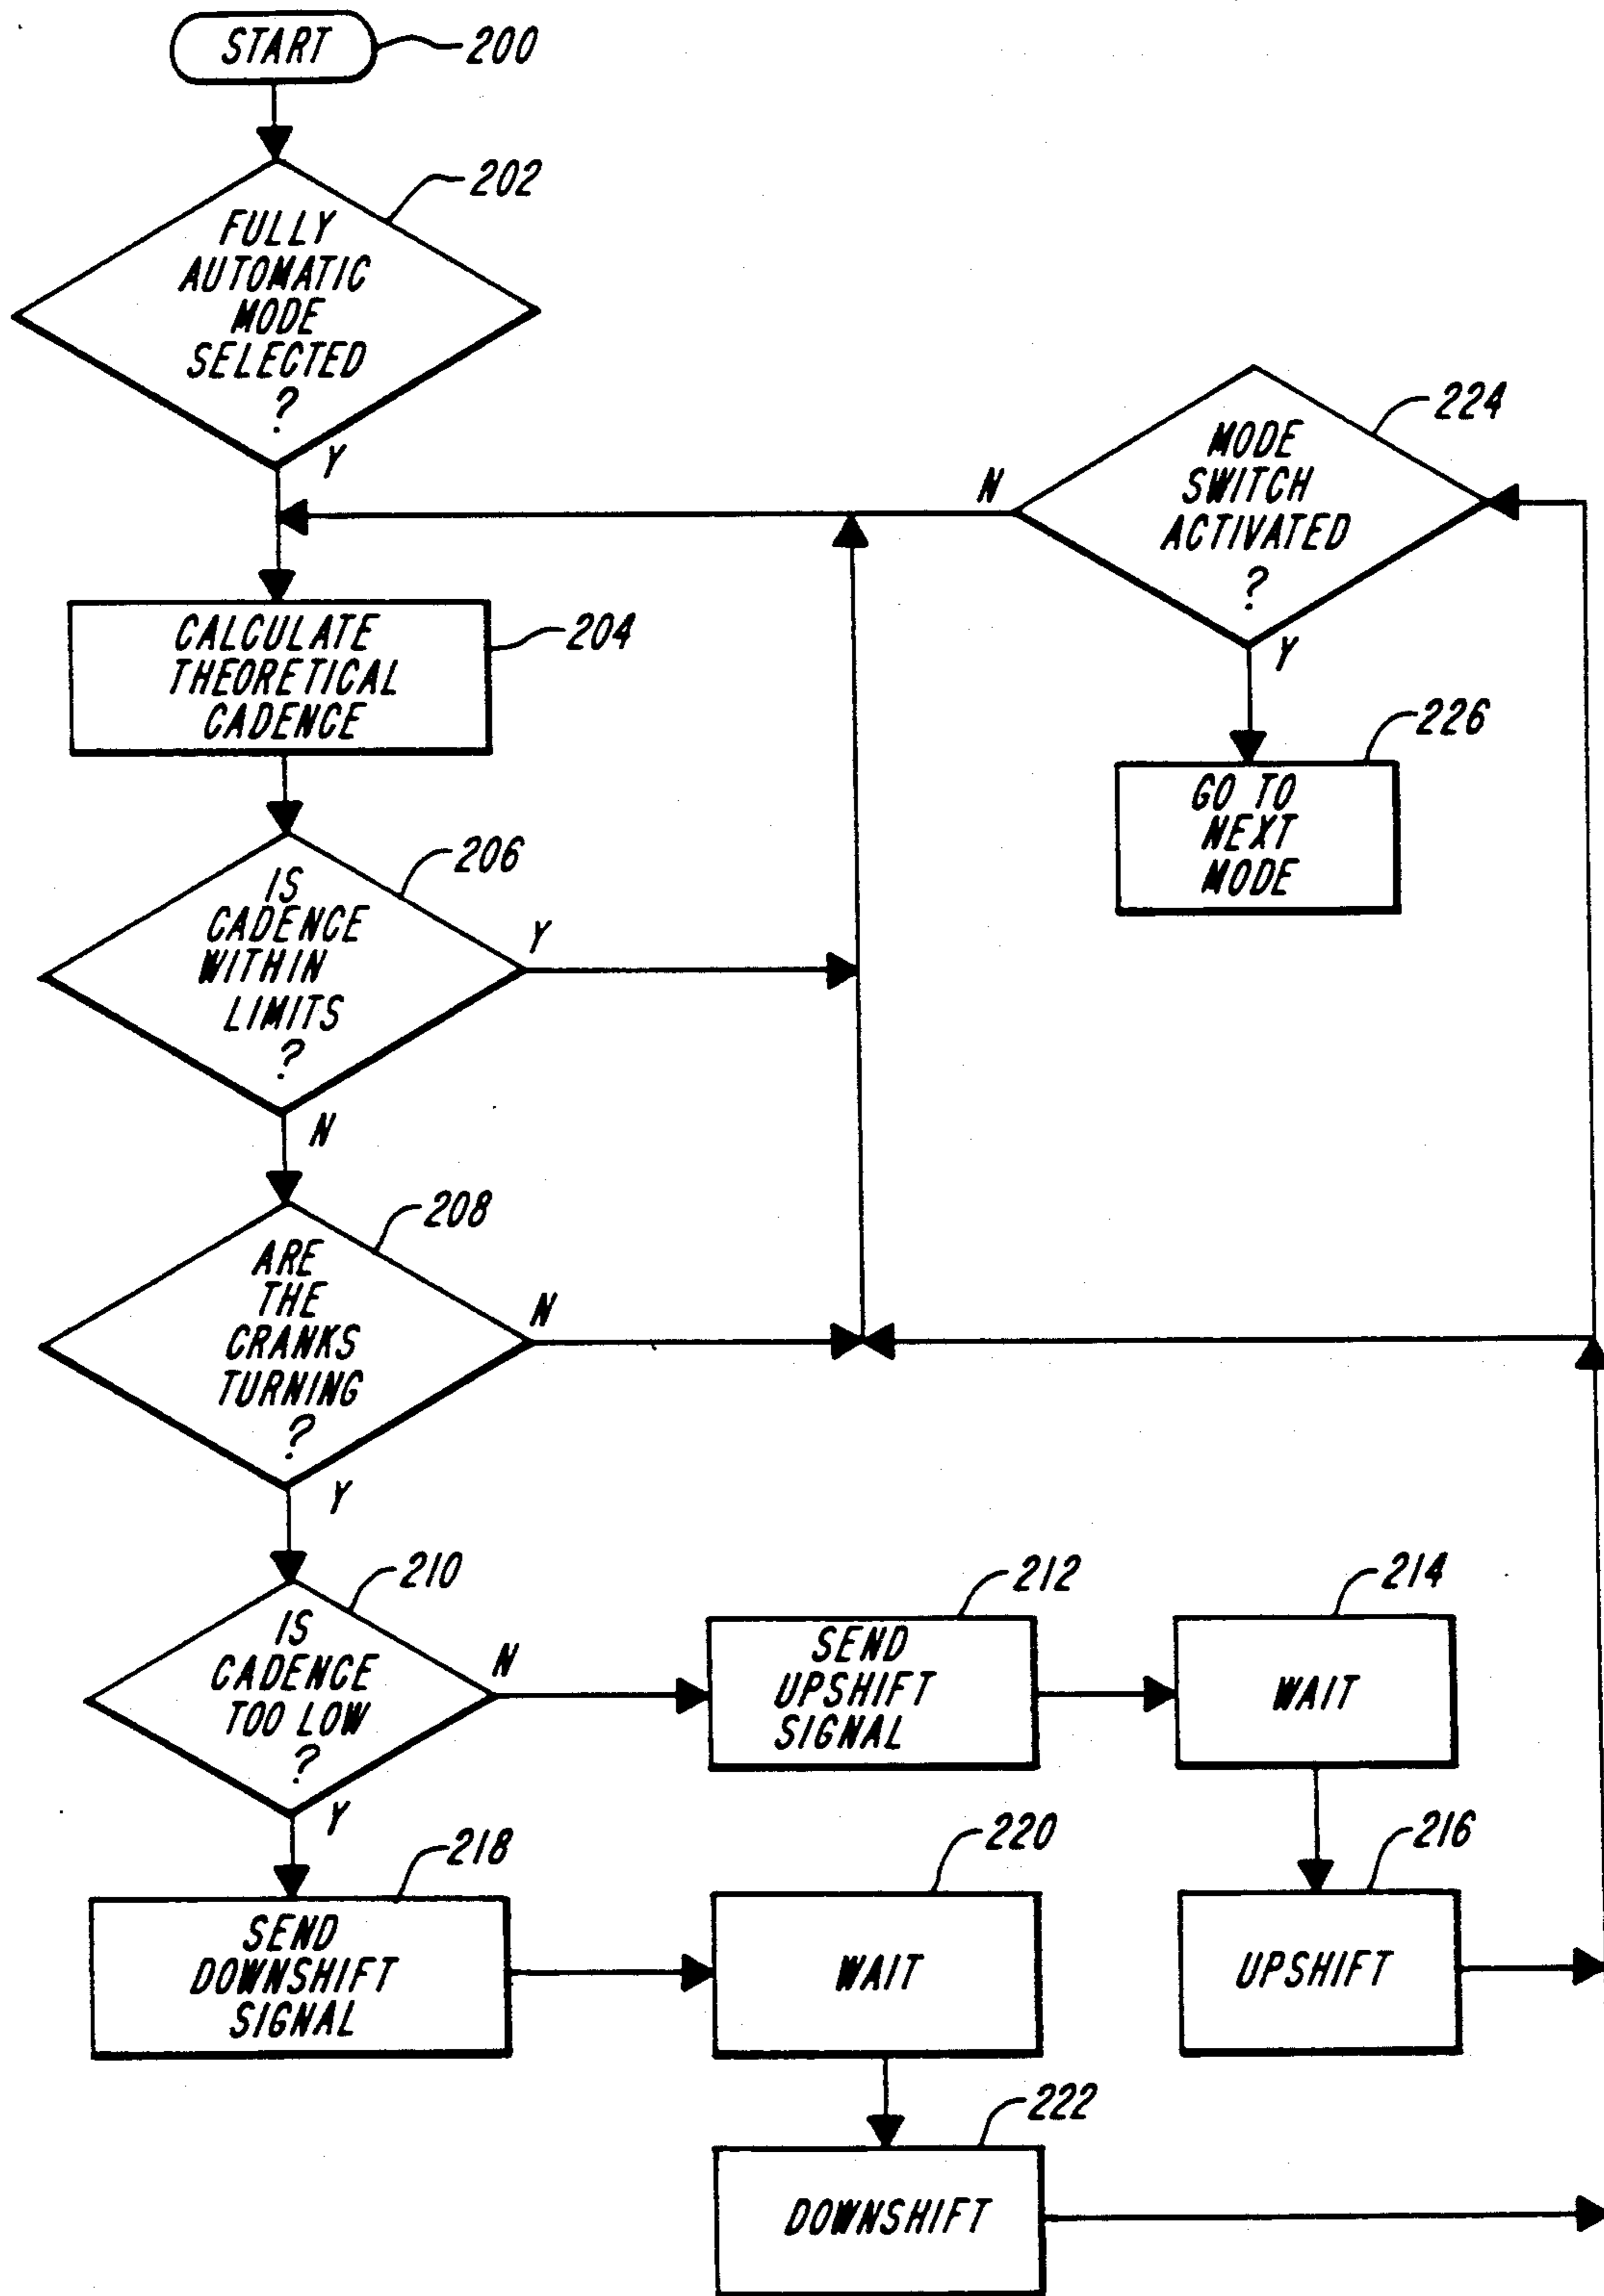 START
200
202
FULLY
AUTOMATIC
MODE
SELECTED
?
Y
224
MODE
SWITCH
ACTIVATED
?
N
Y
CALCULATE
THEORETICAL
CADENCE
204
226
GO TO
NEXT
MODE
206
IS
CADENCE
WITHIN
LIMITS
?
Y
N
208
ARE
THE
CRANKS
TURNING
?
N
Y
210
IS
CADENCE
TOO LOW
?
N
Y
212
SEND
UPSHIFT
SIGNAL
214
WAIT
216
UPSHIFT
218
SEND
DOWNSHIFT
SIGNAL
220
WAIT
222
DOWNSHIFT